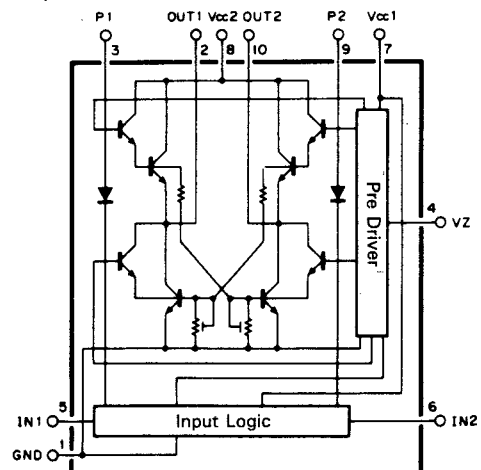 P1 OUT1 Vcc2 OUT2 P2 Vcc1
3 2 8 10 9 7
Pre Driver
4 VZ
IN1 5 Input Logic 6 IN2
GND 1